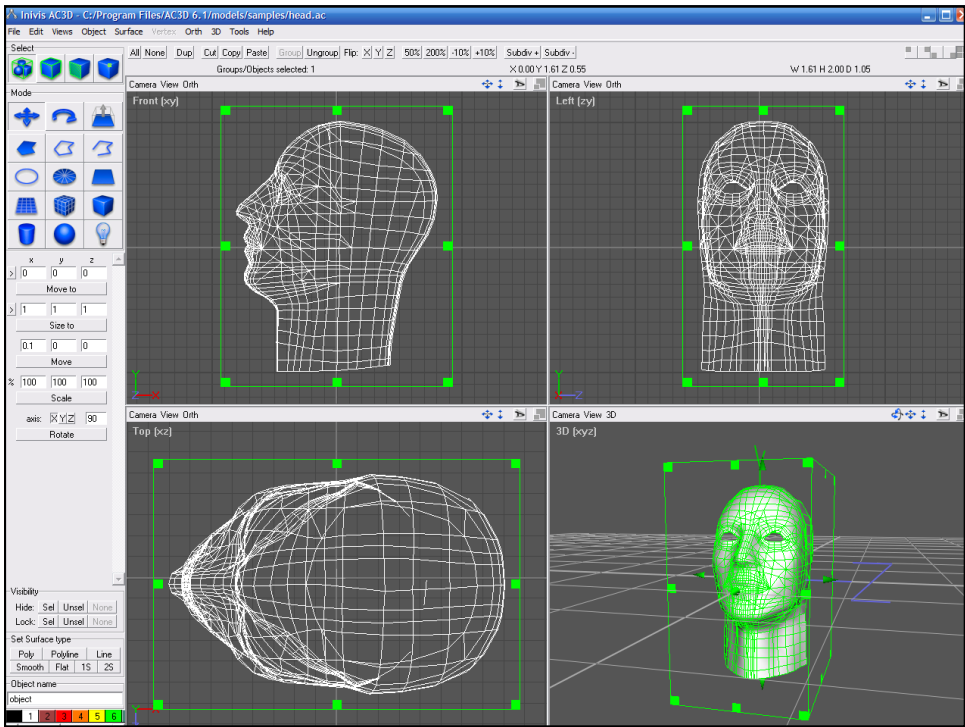 Inivis AC3D - C:/Program Files/AC3D 6.1/models/samples/head.ac
File Edit Views Object Surface Vertex Orth 3D Tools Help
Select
All None Dup Cut Copy Paste Group Ungroup Flip: X Y Z 50% 200% -10% +10% Subdiv + Subdiv -
Groups/Objects selected: 1 X 0.00 Y 1.61 Z 0.55 W 1.61 H 2.00 D 1.05
Camera View Orth
Front [xy]
Y
Z X
Camera View Orth
Left [zy]
Y
X Z
Mode
x y z
> 0 0 0
Move to
> 1 1 1
Size to
0.1 0 0
Move
% 100 100 100
Scale
axis: X Y Z 90
Rotate
Camera View Orth
Top [xz]
Camera View 3D
3D [xyz]
Visibility
Hide: Sel Unsel None
Lock: Sel Unsel None
Set Surface type
Poly Polyline Line
Smooth Flat 1S 2S
Object name
object
1 2 3 4 5 6